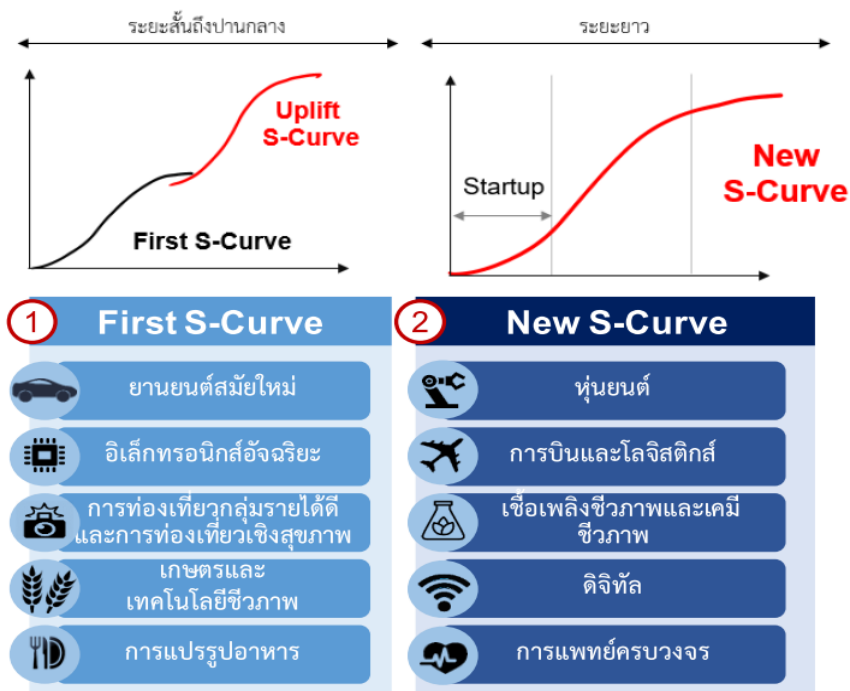 ระยะสั้นถึงปานกลาง
ระยะยาว
Uplift
S-Curve
First S-Curve
Startup
New
S-Curve
1
First S-Curve
ยานยนต์สมัยใหม่
อิเล็กทรอนิกส์อัจฉริยะ
การท่องเที่ยวกลุ่มรายได้ดี
และการท่องเที่ยวเชิงสุขภาพ
เกษตรและ
เทคโนโลยีชีวภาพ
การแปรรูปอาหาร
2
New S-Curve
หุ่นยนต์
การบินและโลจิสติกส์
เชื้อเพลิงชีวภาพและเคมี
ชีวภาพ
ดิจิทัล
การแพทย์ครบวงจร